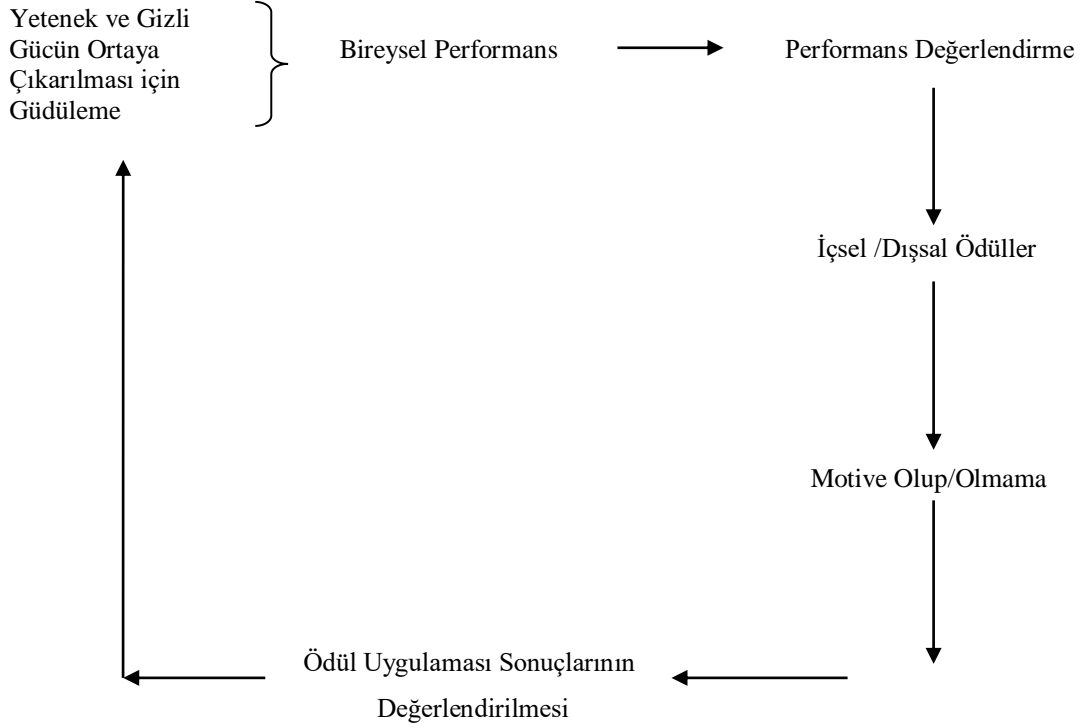 Yetenek ve Gizli
Gücün Ortaya
Çıkarılması için
Güdüleme
Bireysel Performans
Performans Değerlendirme
İçsel /Dışsal Ödüller
Motive Olup/Olmama
Ödül Uygulaması Sonuçlarının
Değerlendirilmesi